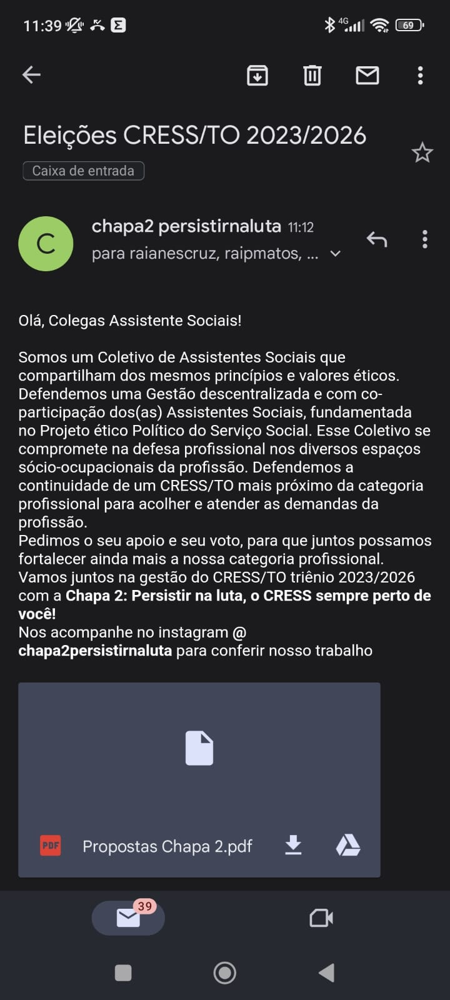 11:39
4G
69
Eleições CRESS/TO 2023/2026
Caixa de entrada
C
chapa2 persistirnaluta 11:12
para raianescruz, raipmatos, ...
Olá, Colegas Assistente Sociais!
Somos um Coletivo de Assistentes Sociais que
compartilham dos mesmos princípios e valores éticos.
Defendemos uma Gestão descentralizada e com co-
participação dos(as) Assistentes Sociais, fundamentada
no Projeto ético Político do Serviço Social. Esse Coletivo se
compromete na defesa profissional nos diversos espaços
sócio-ocupacionais da profissão. Defendemos a
continuidade de um CRESS/TO mais próximo da categoria
profissional para acolher e atender as demandas da
profissão.
Pedimos o seu apoio e seu voto, para que juntos possamos
fortalecer ainda mais a nossa categoria profissional.
Vamos juntos na gestão do CRESS/TO triênio 2023/2026
com a Chapa 2: Persistir na luta, o CRESS sempre perto de
você!
Nos acompanhe no instagram @
chapa2persistirnaluta para conferir nosso trabalho
PDF Propostas Chapa 2.pdf
39